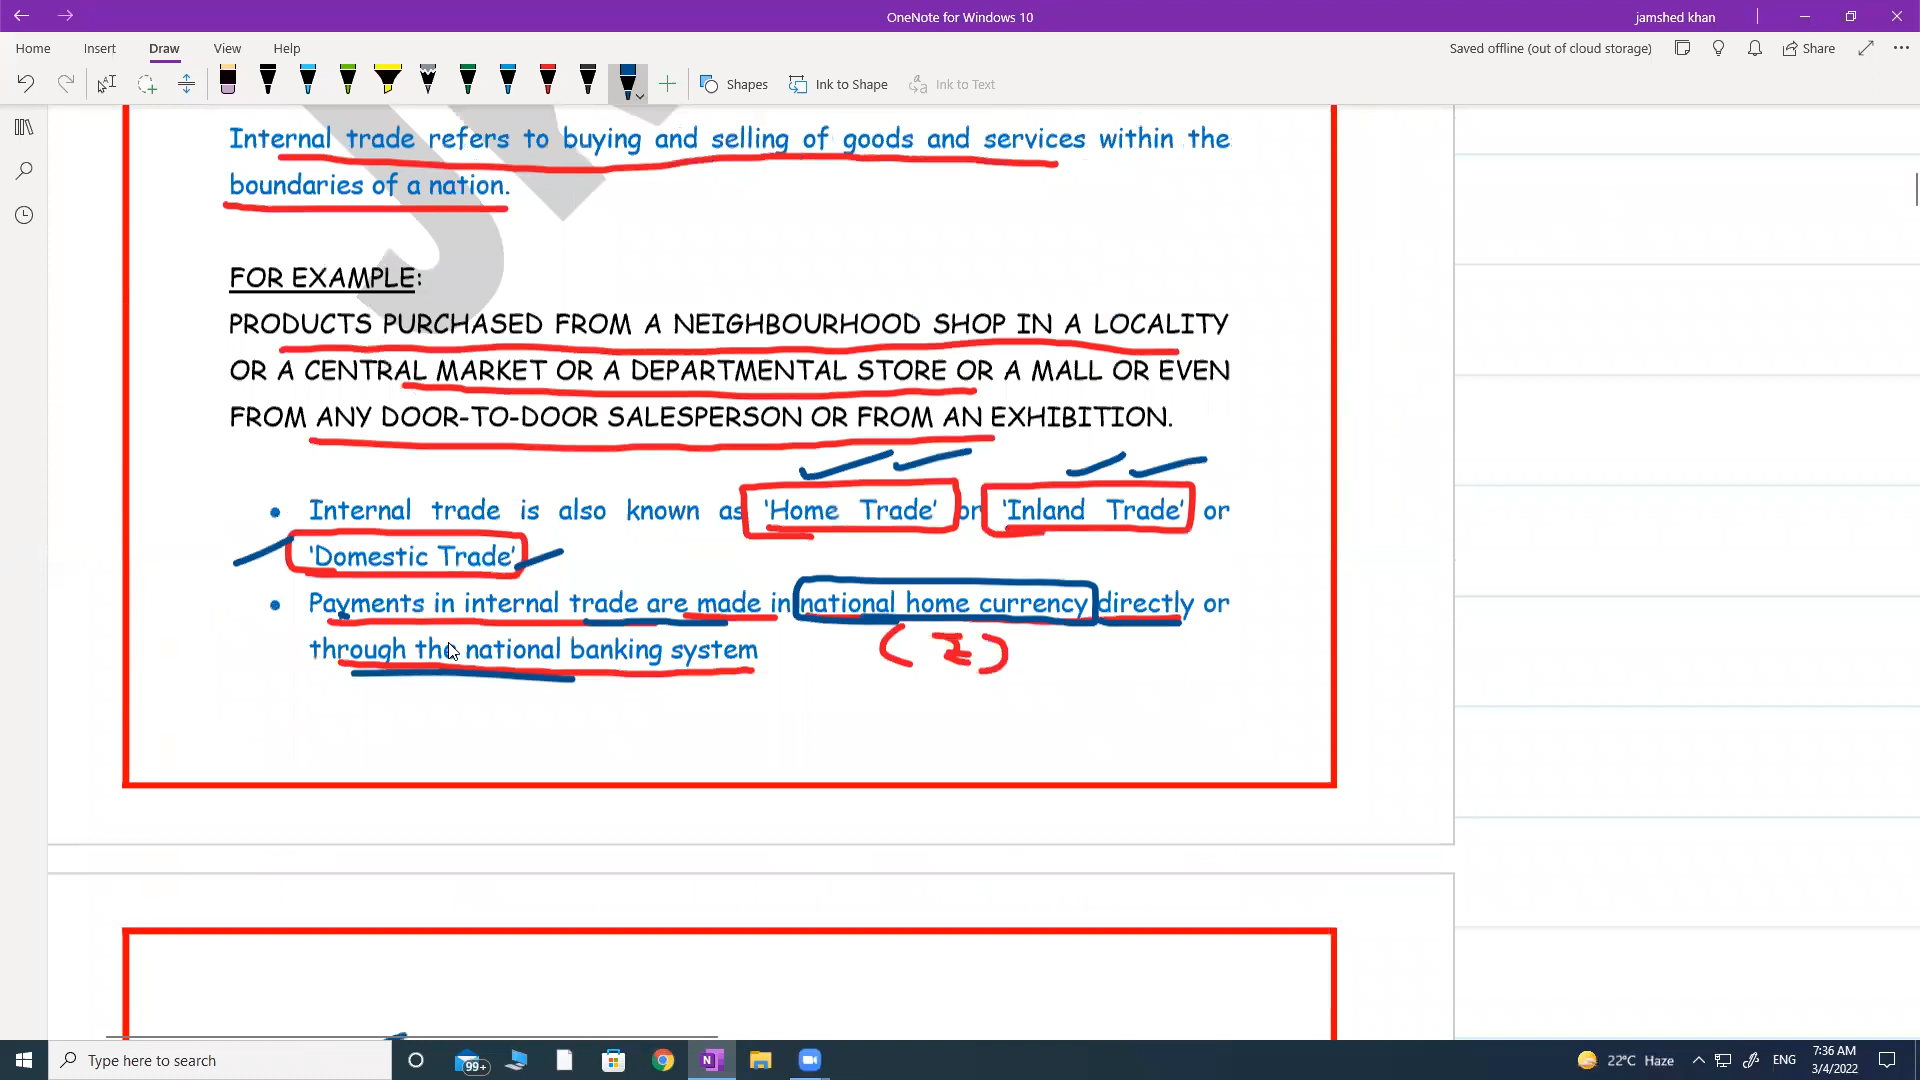 OneNote for Windows 10
jamshed khan
Home Insert Draw View Help
Saved offline (out of cloud storage)
Share
Shapes
Ink to Shape
Ink to Text
Internal trade refers to buying and selling of goods and services within the
boundaries of a nation.
FOR EXAMPLE:
PRODUCTS PURCHASED FROM A NEIGHBOURHOOD SHOP IN A LOCALITY
OR A CENTRAL MARKET OR A DEPARTMENTAL STORE OR A MALL OR EVEN
FROM ANY DOOR-TO-DOOR SALESPERSON OR FROM AN EXHIBITION.
• Internal trade is also known as 'Home Trade' or 'Inland Trade' or
'Domestic Trade'
• Payments in internal trade are made in national home currency directly or
through the national banking system
Type here to search
99+
22°C Haze
ENG
7:36 AM
3/4/2022